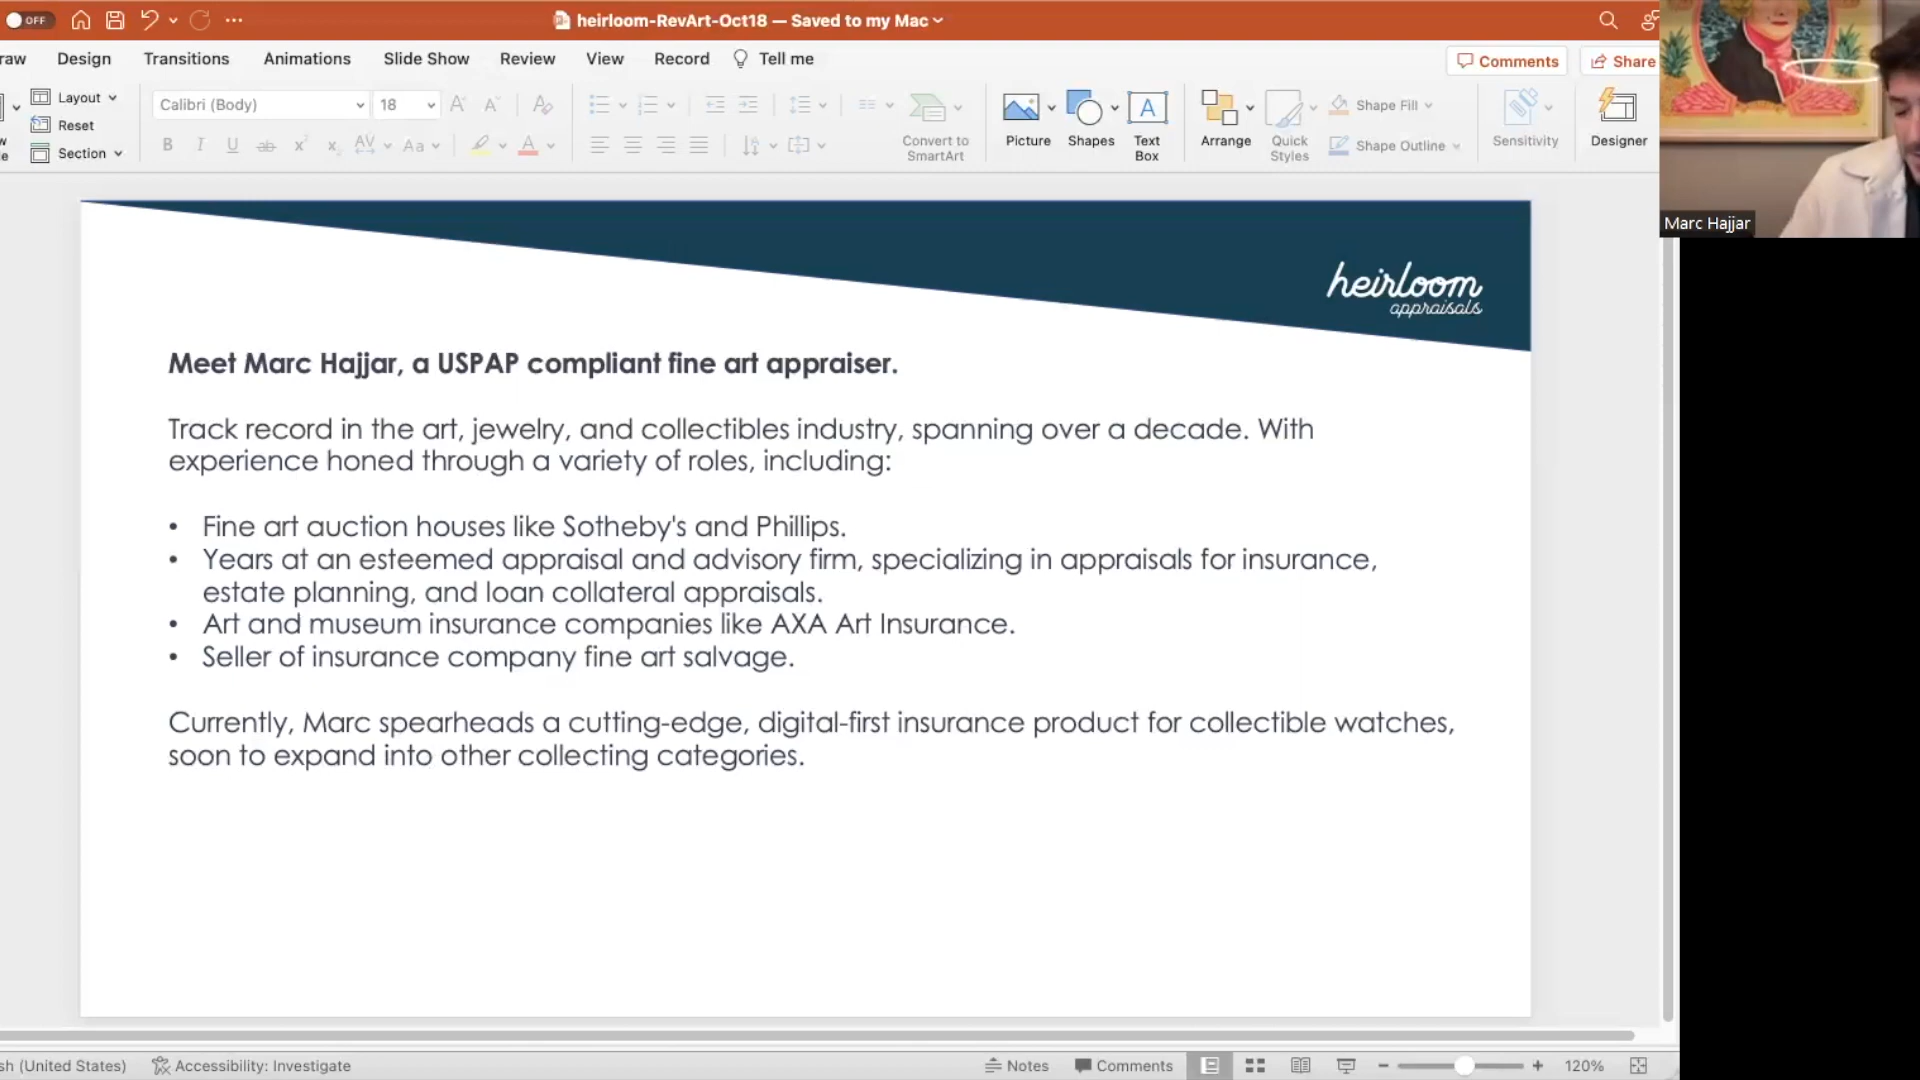 OFF
heirloom-RevArt-Oct18 — Saved to my Mac
raw Design Transitions Animations Slide Show Review View Record Tell me
Comments Share
Layout
Reset
Section
Calibri (Body) 18
Convert to
SmartArt
Picture Shapes Text
Box
Arrange Quick
Styles
Shape Fill
Shape Outline
Sensitivity Designer
Marc Hajjar
heirloom
appraisals
Meet Marc Hajjar, a USPAP compliant fine art appraiser.
Track record in the art, jewelry, and collectibles industry, spanning over a decade. With
experience honed through a variety of roles, including:
• Fine art auction houses like Sotheby's and Phillips.
• Years at an esteemed appraisal and advisory firm, specializing in appraisals for insurance,
estate planning, and loan collateral appraisals.
• Art and museum insurance companies like AXA Art Insurance.
• Seller of insurance company fine art salvage.
Currently, Marc spearheads a cutting-edge, digital-first insurance product for collectible watches,
soon to expand into other collecting categories.
sh (United States) Accessibility: Investigate Notes Comments 120%